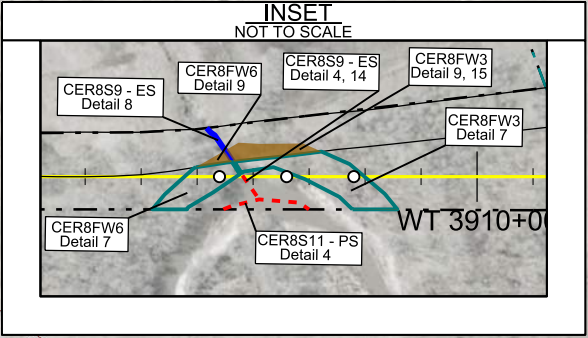 INSET
NOT TO SCALE
CER8S9 - ES
Detail 8
CER8FW6
Detail 9
CER8S9 - ES
Detail 4, 14
CER8FW3
Detail 9, 15
CER8FW3
Detail 7
CER8FW6
Detail 7
CER8S11 - PS
Detail 4
WT 3910+00